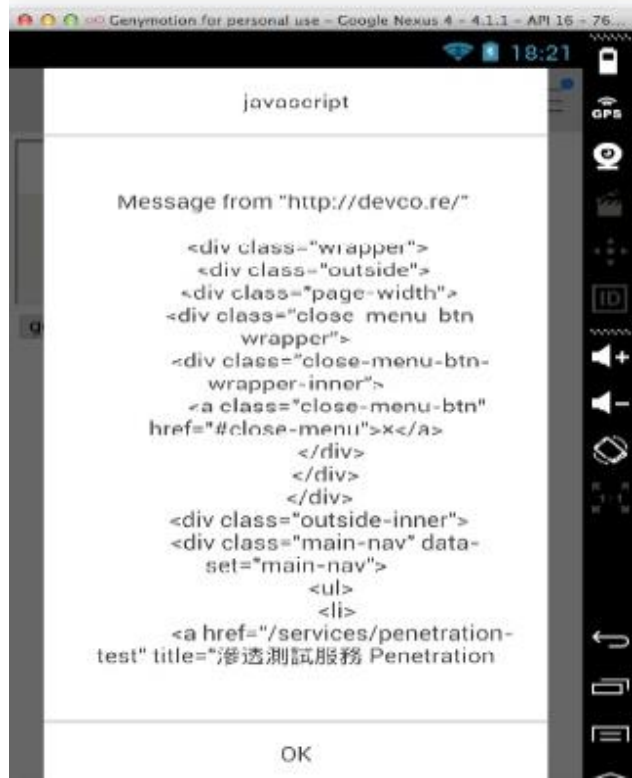 Genymotion for personal use - Google Nexus 4 - 4.1.1 - API 16 - 76...
18:21
GPS
javascript
Message from "http://devco.re/"
<div class="wrapper">
<div class="outside">
<div class="page-width">
<div class="close-menu-btn-
wrapper">
<div class="close-menu-btn-
wrapper-inner">
<a class="close-menu-btn"
href="#close-menu">×</a>
</div>
</div>
</div>
<div class="outside-inner">
<div class="main-nav" data-
set="main-nav">
<ul>
<li>
<a href="/services/penetration-
test" title="滲透測試服務 Penetration
ID
OK